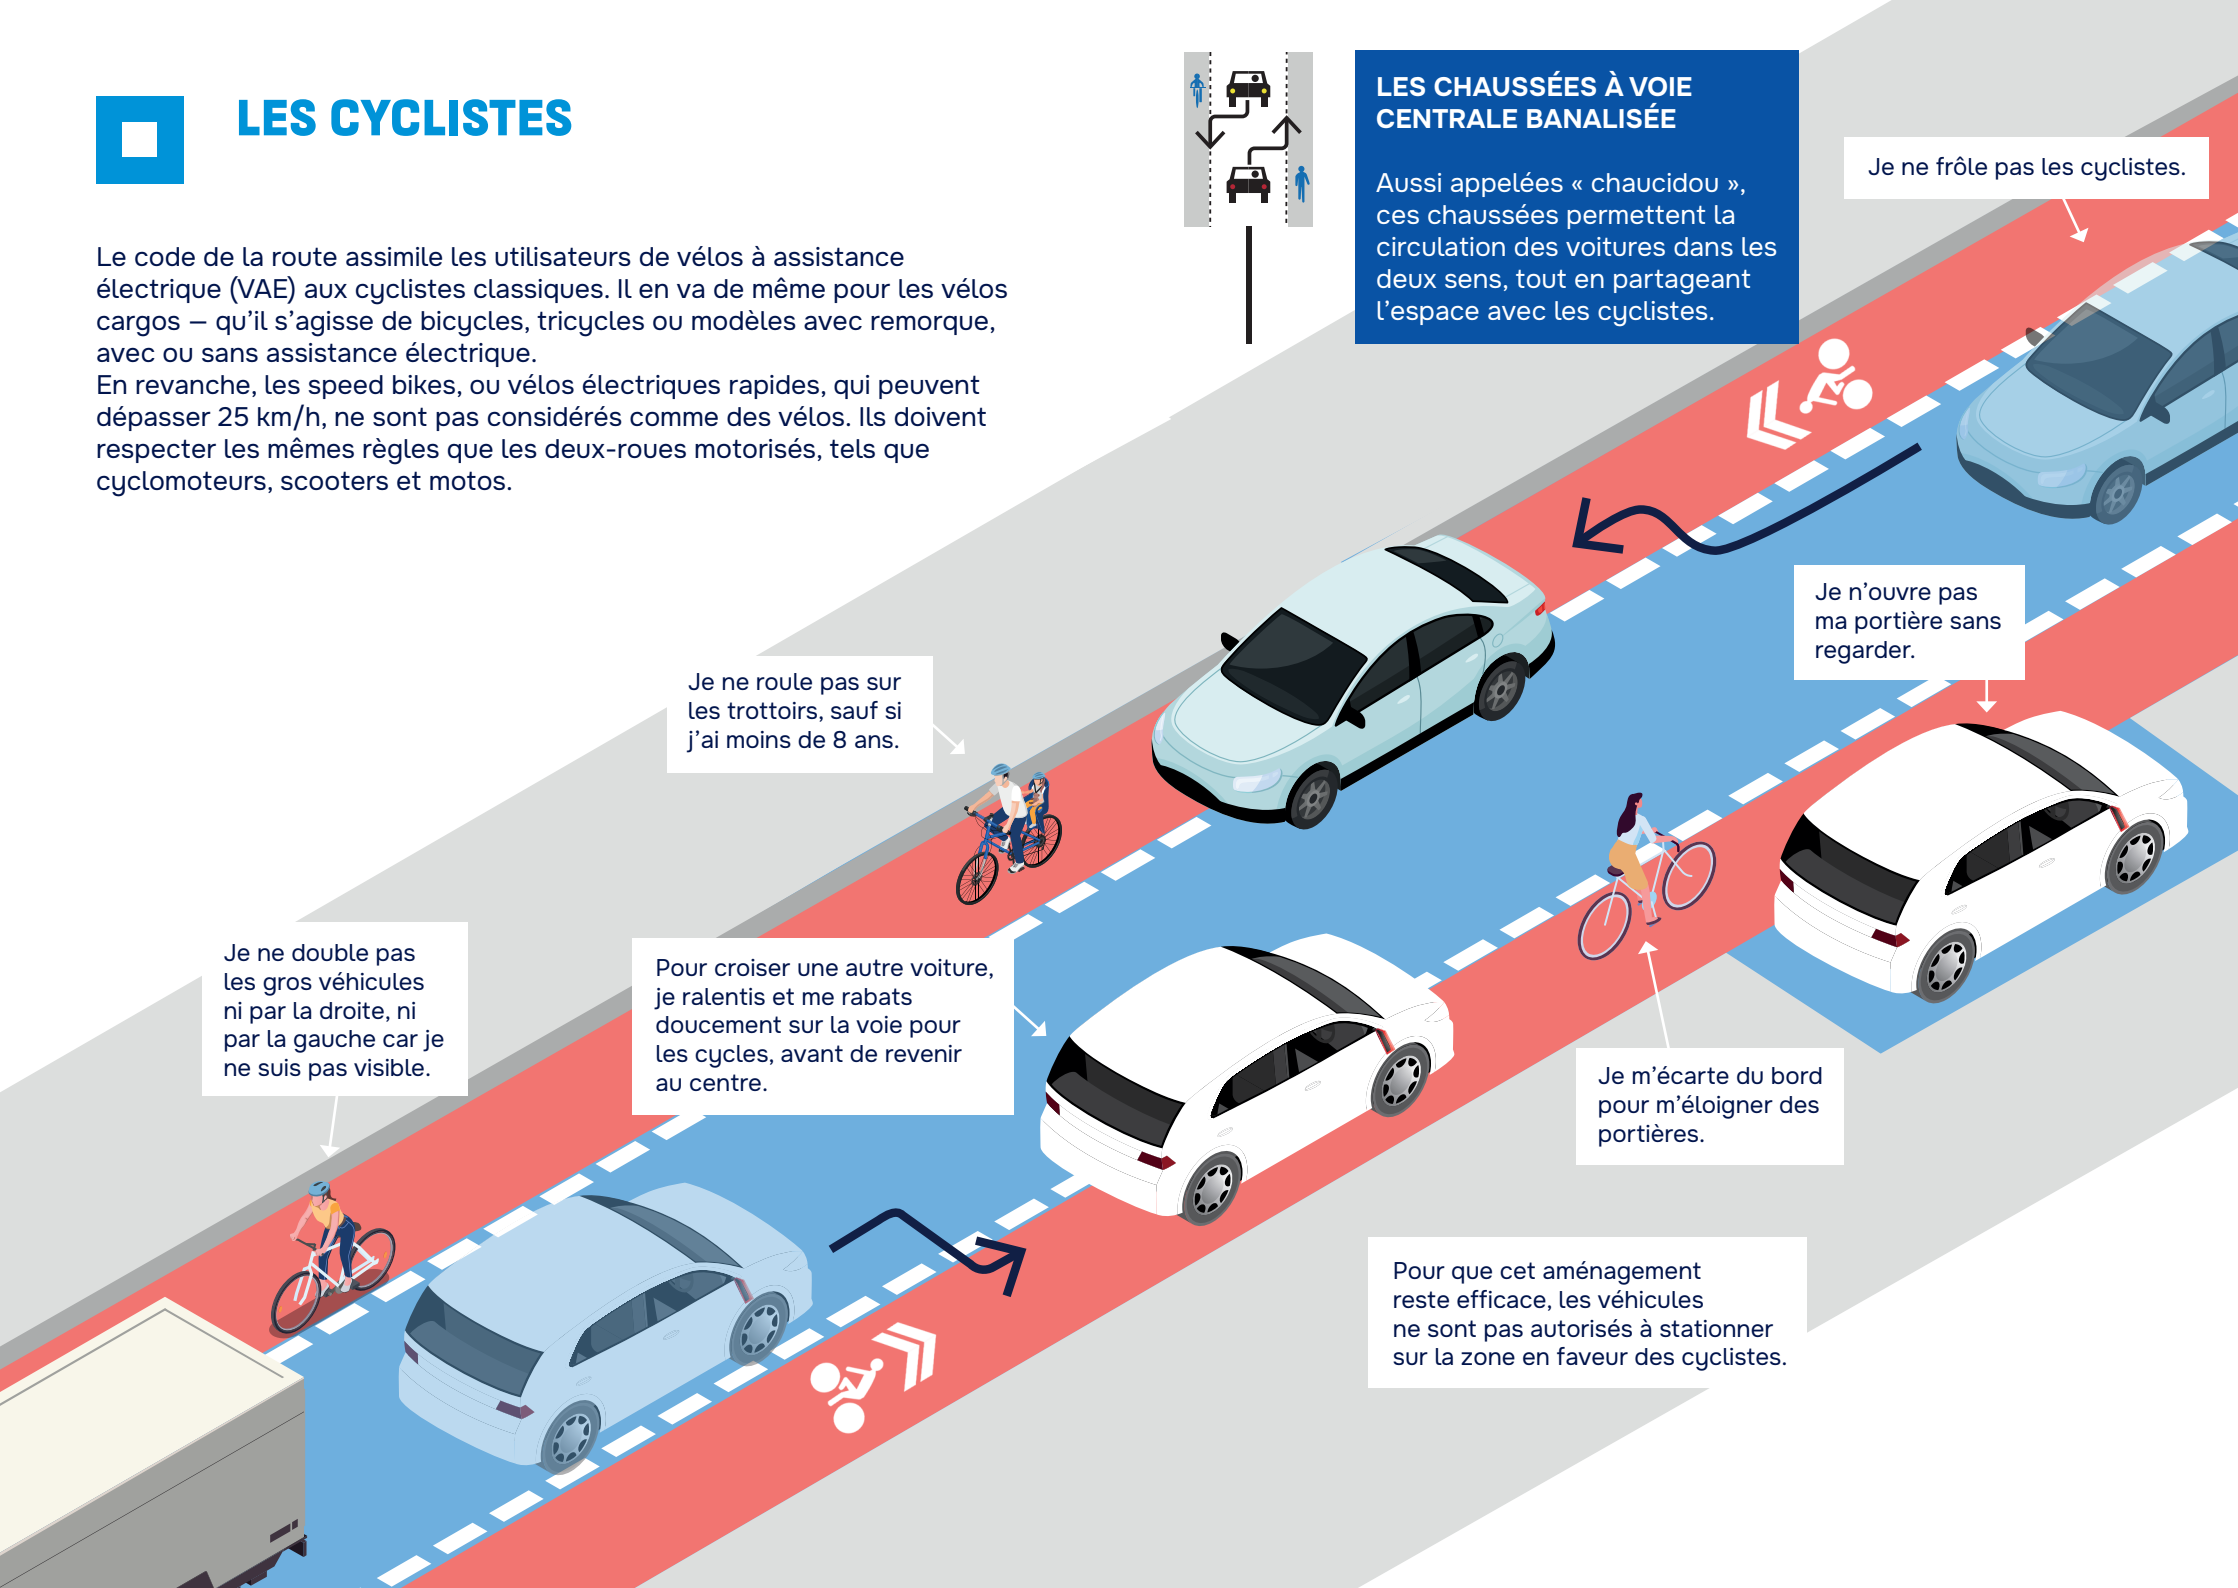 LES CYCLISTES
Le code de la route assimile les utilisateurs de vélos à assistance
électrique (VAE) aux cyclistes classiques. Il en va de même pour les vélos
cargos — qu’il s’agisse de bicycles, tricycles ou modèles avec remorque,
avec ou sans assistance électrique.
En revanche, les speed bikes, ou vélos électriques rapides, qui peuvent
dépasser 25 km/h, ne sont pas considérés comme des vélos. Ils doivent
respecter les mêmes règles que les deux-roues motorisés, tels que
cyclomoteurs, scooters et motos.
LES CHAUSSÉES À VOIE
CENTRALE BANALISÉE
Aussi appelées « chaucidou »,
ces chaussées permettent la
circulation des voitures dans les
deux sens, tout en partageant
l’espace avec les cyclistes.
Je ne frôle pas les cyclistes.
Je n’ouvre pas
ma portière sans
regarder.
Je ne roule pas sur
les trottoirs, sauf si
j’ai moins de 8 ans.
Je ne double pas
les gros véhicules
ni par la droite, ni
par la gauche car je
ne suis pas visible.
Pour croiser une autre voiture,
je ralentis et me rabats
doucement sur la voie pour
les cycles, avant de revenir
au centre.
Je m’écarte du bord
pour m’éloigner des
portières.
Pour que cet aménagement
reste efficace, les véhicules
ne sont pas autorisés à stationner
sur la zone en faveur des cyclistes.